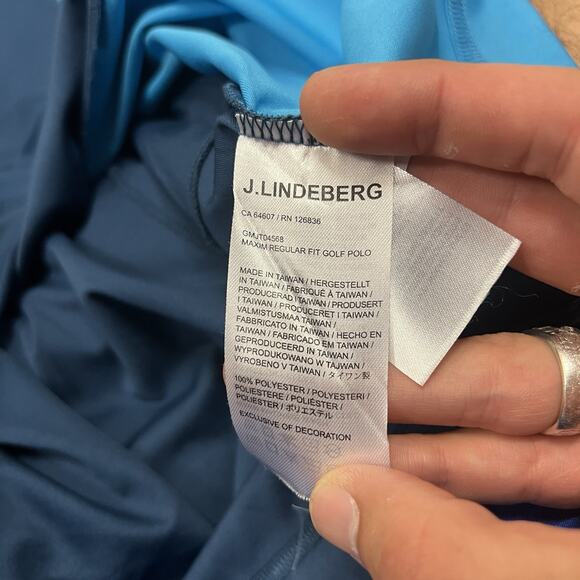 J.LINDEBERG
CA 64607 / RN 126836
GMJT04568
MAXIM REGULAR FIT GOLF POLO
MADE IN TAIWAN / HERGESTELLT
IN TAIWAN / FABRIQUÉ À TAIWAN /
PRODUCERAD I TAIWAN / PRODUSERT
I TAIWAN / PRODUCERET I TAIWAN /
VALMISTUSMAA TAIWAN /
FABBRICATO IN TAIWAN / HECHO EN
TAIWAN / FABRICADO EM TAIWAN /
GEPRODUCEERD IN TAIWAN /
WYPRODUKOWANO W TAJWAN /
VYROBENO V TAIWAN / タイワン製
100% POLYESTER / POLYESTERI /
POLIESTERE / POLIÉSTER /
POLIESTER / ポリエステル
EXCLUSIVE OF DECORATION